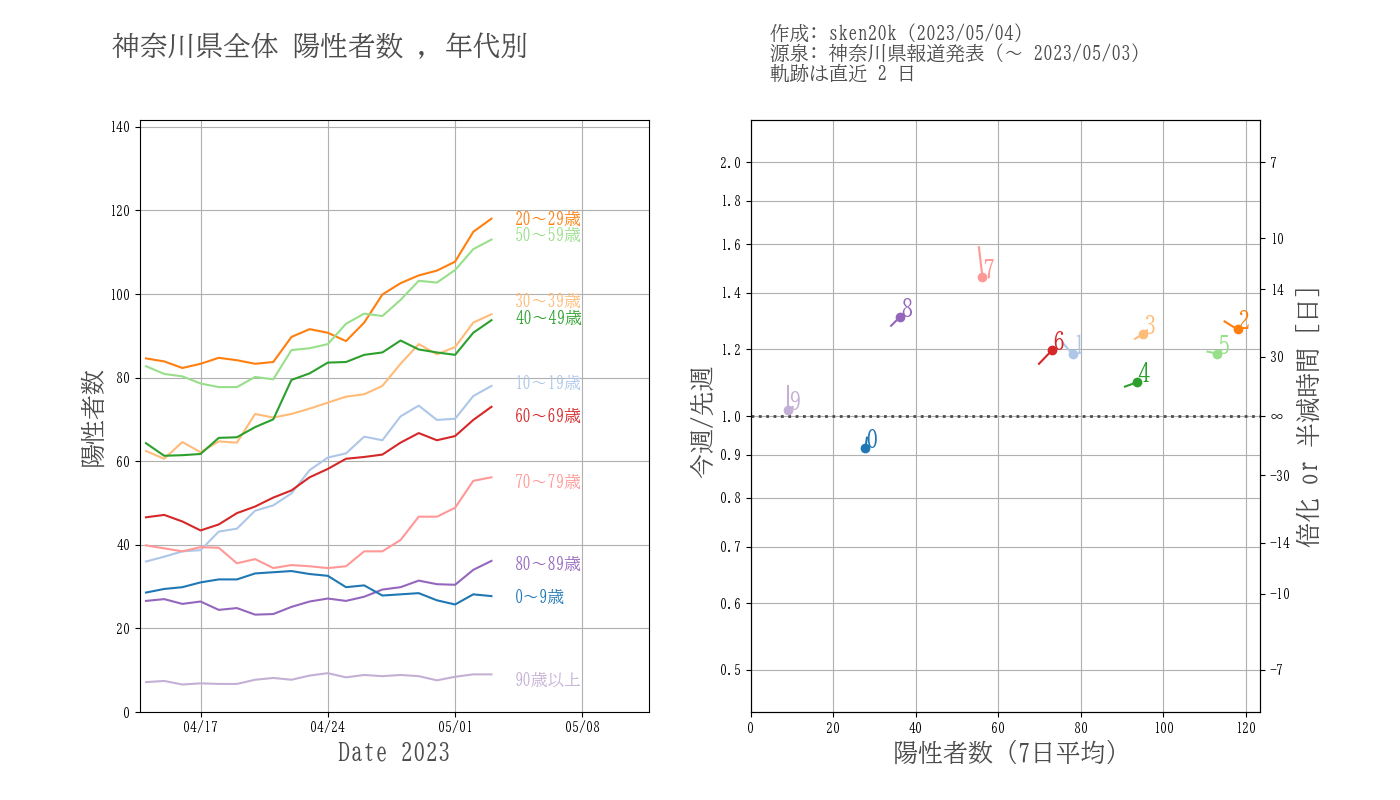 神奈川県全体 陽性者数 , 年代別
作成: sken20k (2023/05/04)
源泉: 神奈川県報道発表 (〜 2023/05/03)
軌跡は直近 2 日
陽性者数
140
120
100
80
60
40
20
0
20〜29歳
50〜59歳
30〜39歳
40〜49歳
10〜19歳
60〜69歳
70〜79歳
80〜89歳
0〜9歳
90歳以上
04/17 04/24 05/01 05/08
Date 2023
今週/先週
2.0
1.8
1.6
1.4
1.2
1.0
0.9
0.8
0.7
0.6
0.5
7
8
2
3
6
1
5
4
9
0
7
10
14
30
∞
−30
−14
−10
−7
倍化 or 半減時間 [日]
0 20 40 60 80 100 120
陽性者数 (7日平均)